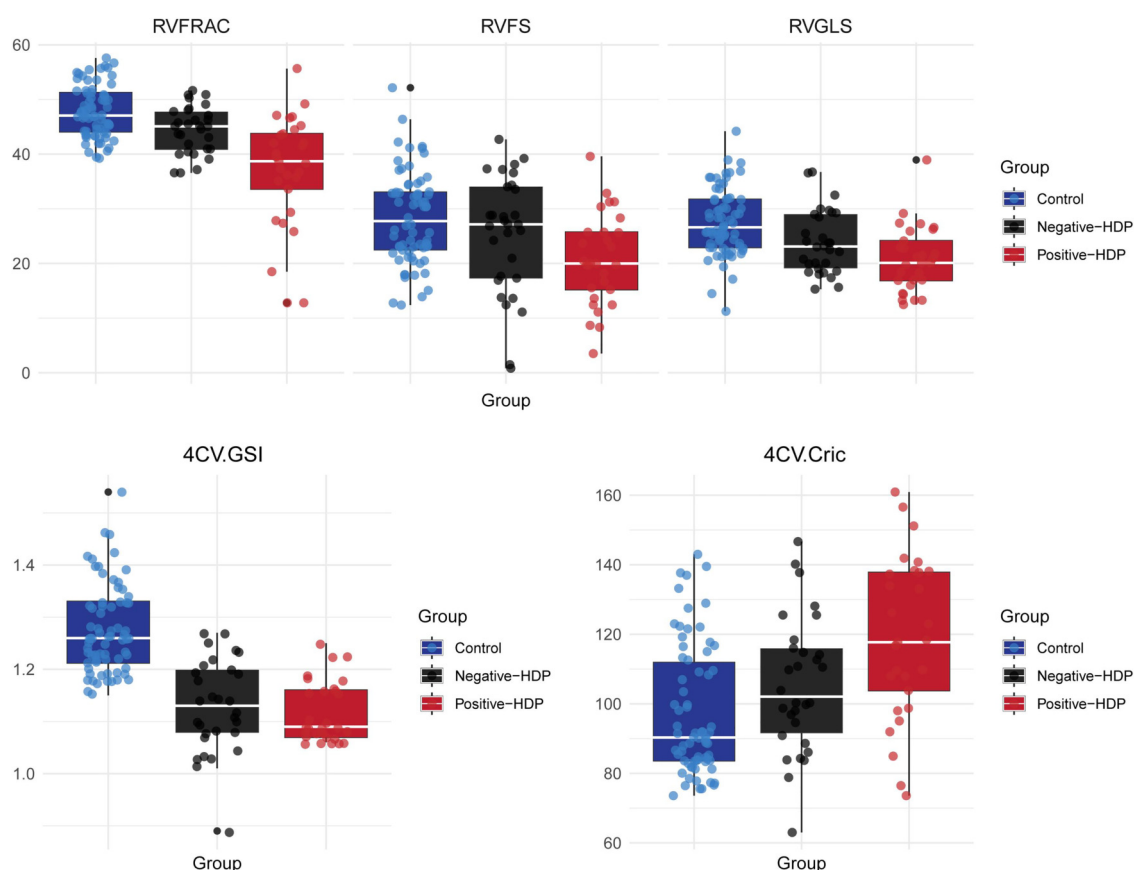 RVFRAC RVFS RVGLS
60
40
20
0
Group
Group
Control
Negative-HDP
Positive-HDP
4CV.GSI
1.4
1.2
1.0
Group
Group
Control
Negative-HDP
Positive-HDP
4CV.Cric
160
140
120
100
80
60
Group
Group
Control
Negative-HDP
Positive-HDP